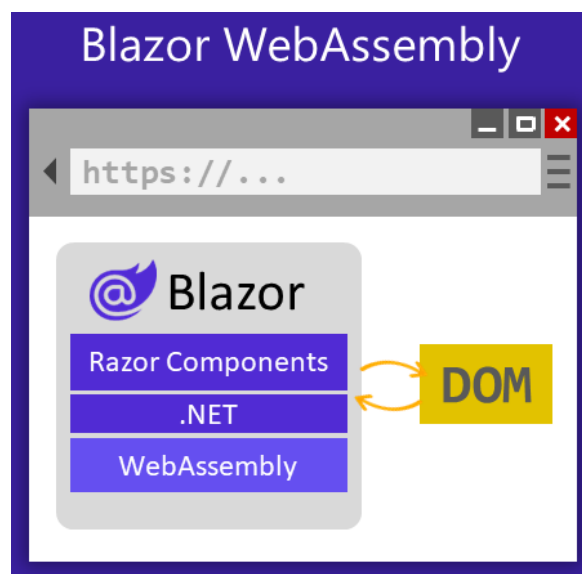 Blazor WebAssembly
https://...
@ Blazor
Razor Components
.NET
WebAssembly
DOM